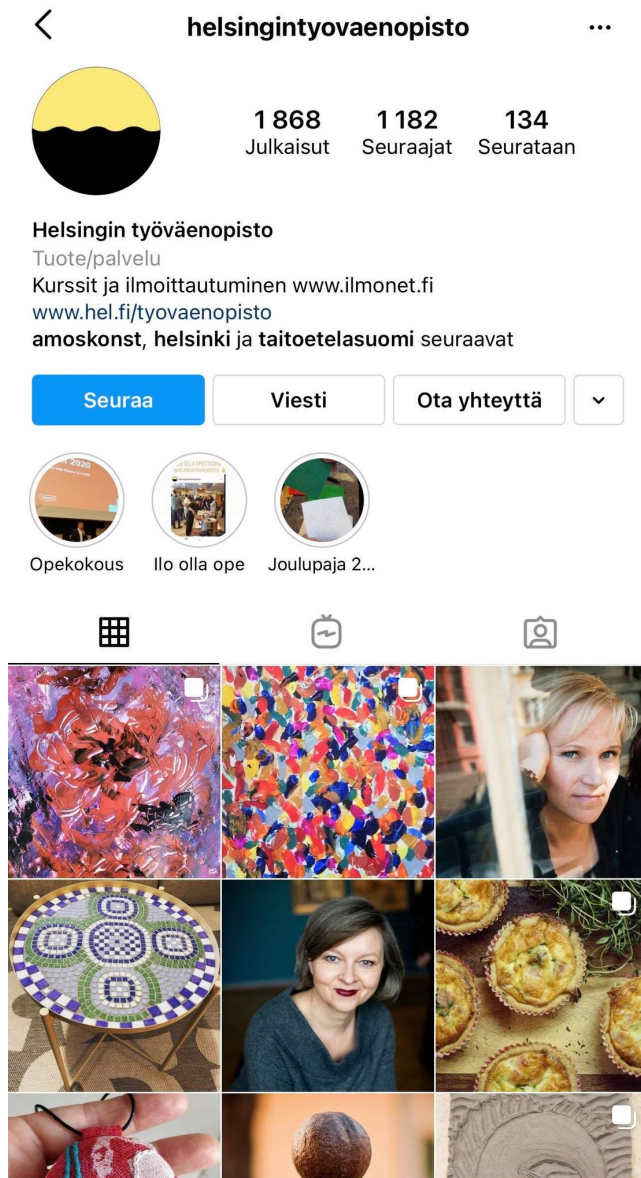 helsingintyovaenopisto
1 868 1 182 134
Julkaisut Seuraajat Seurataan
Helsingin työväenopisto
Tuote/palvelu
Kurssit ja ilmoittautuminen www.ilmonet.fi
www.hel.fi/tyovaenopisto
amoskonst, helsinki ja taitoetelasuomi seuraavat
Seuraa Viesti Ota yhteyttä
2020
Opekokous Ilo olla ope Joulupaja 2...